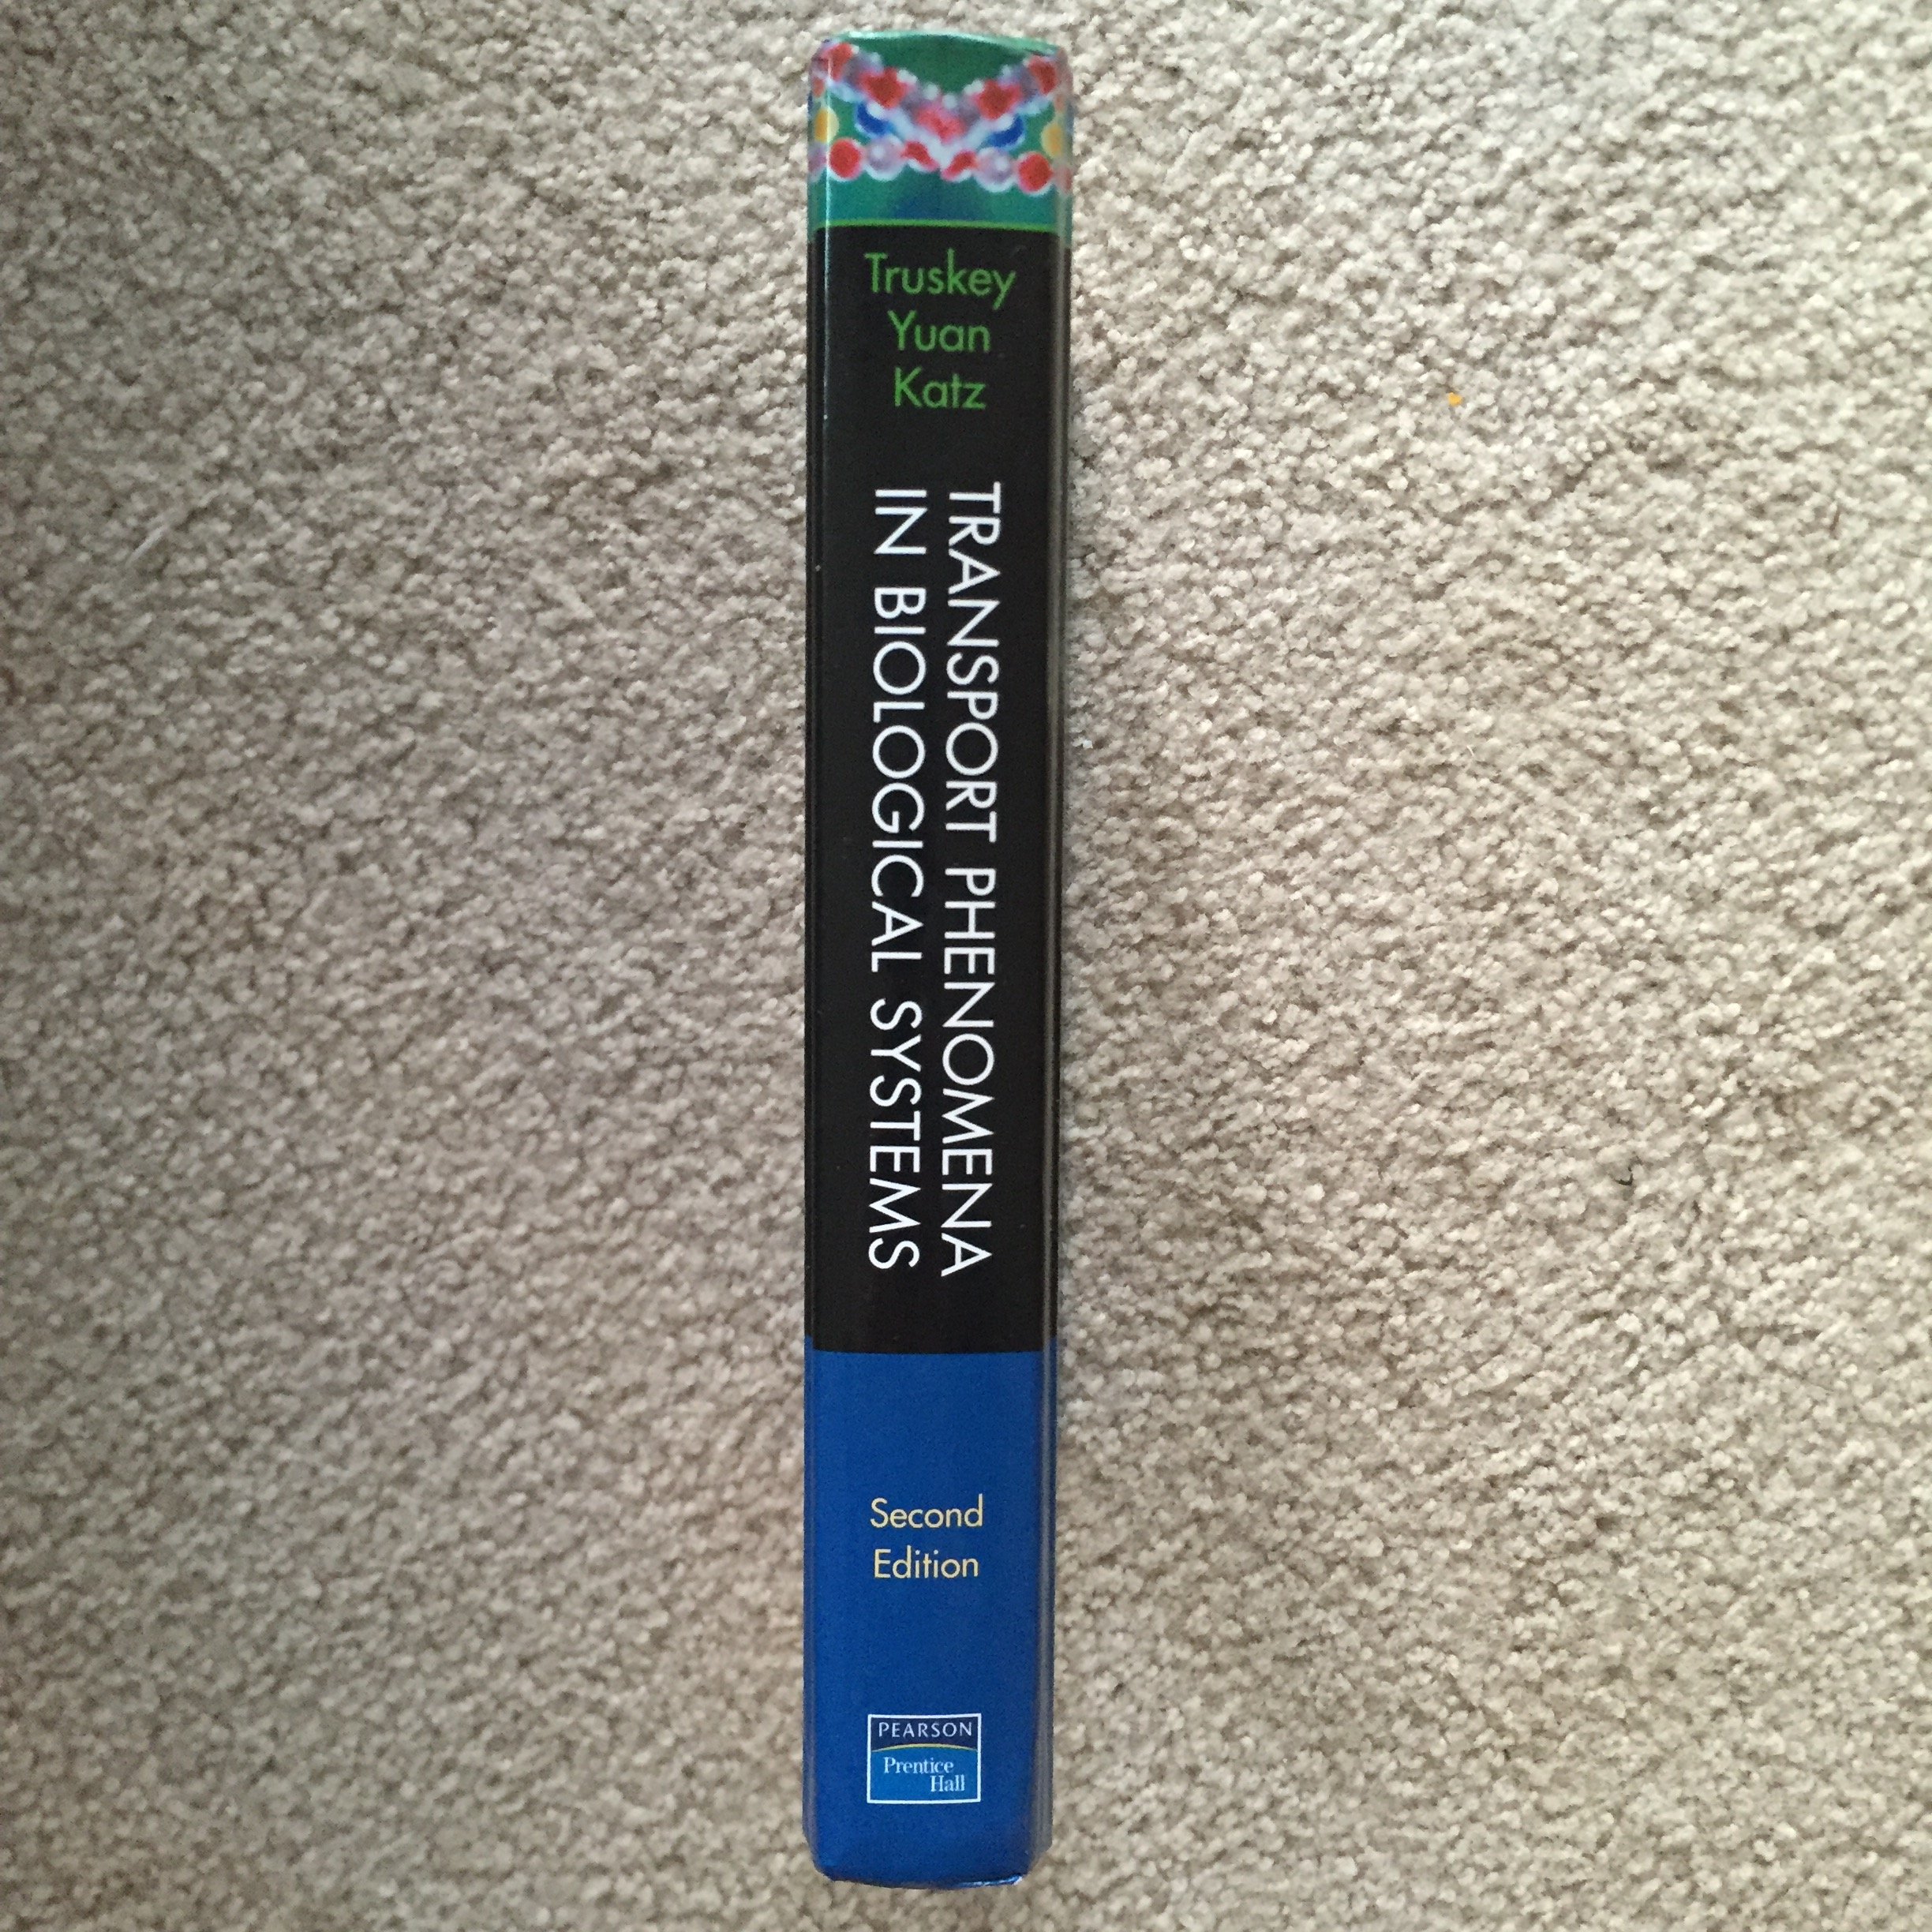 Truskey
Yuan
Katz
TRANSPORT PHENOMENA
IN BIOLOGICAL SYSTEMS
Second
Edition
PEARSON
Prentice
Hall